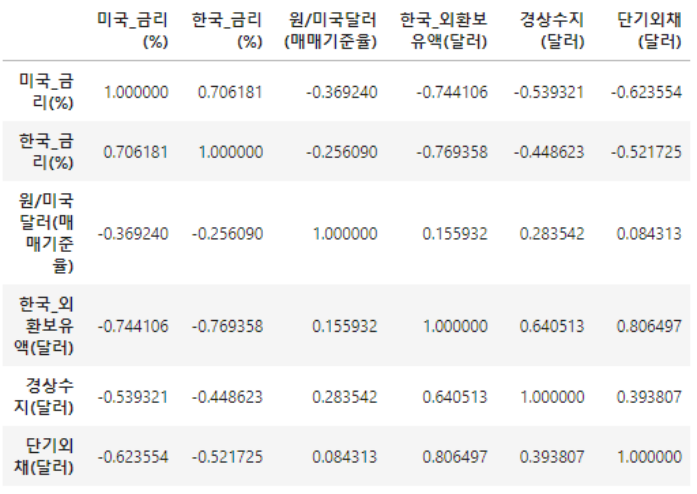 미국_금리(%) 한국_금리(%) 원/미국달러(매매기준율) 한국_외환보유액(달러) 경상수지(달러) 단기외채(달러)
미국_금리(%) 1.000000 0.706181 -0.369240 -0.744106 -0.539321 -0.623554
한국_금리(%) 0.706181 1.000000 -0.256090 -0.769358 -0.448623 -0.521725
원/미국달러(매매기준율) -0.369240 -0.256090 1.000000 0.155932 0.283542 0.084313
한국_외환보유액(달러) -0.744106 -0.769358 0.155932 1.000000 0.640513 0.806497
경상수지(달러) -0.539321 -0.448623 0.283542 0.640513 1.000000 0.393807
단기외채(달러) -0.623554 -0.521725 0.084313 0.806497 0.393807 1.000000